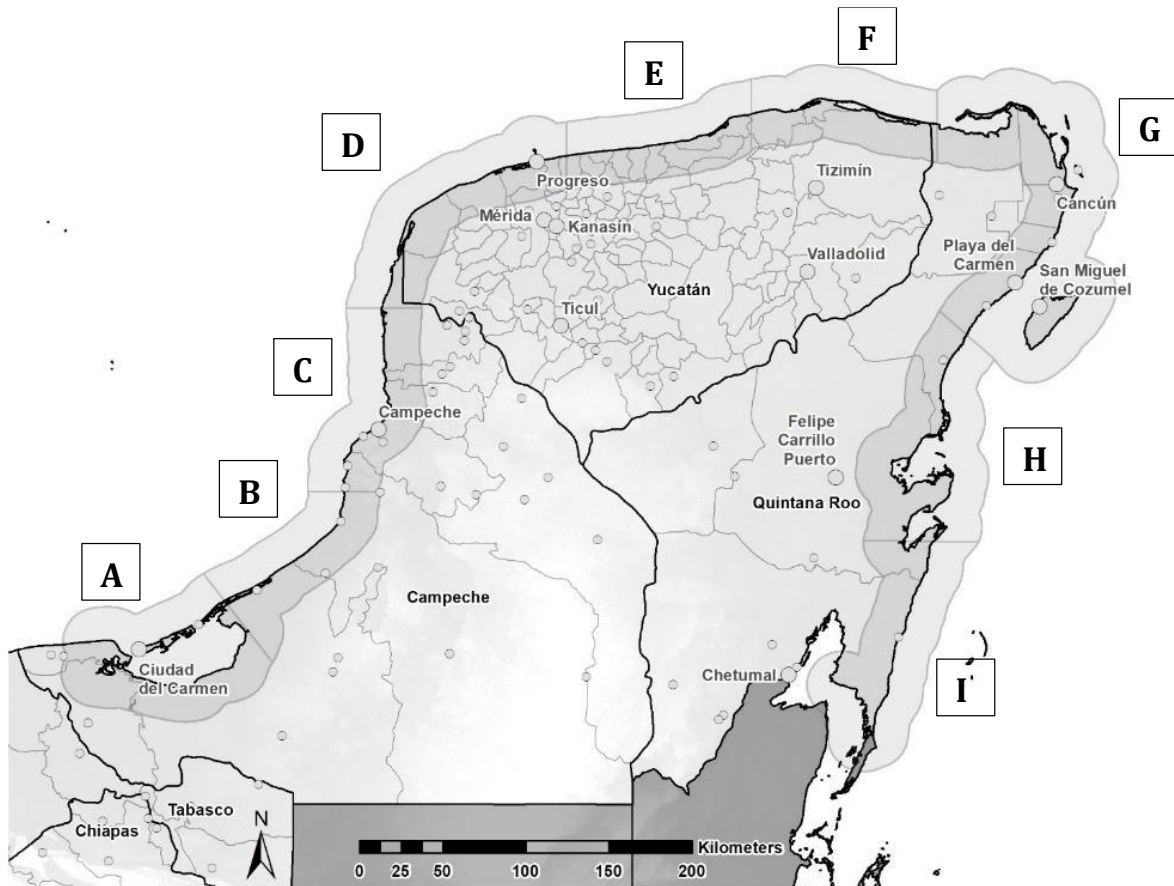 F
E
G
D
Tizimín
Progreso
Cancún
Mérida
Kanasín
Playa del
Carmen
Valladolid
San Miguel
de Cozumel
Yucatán
Ticul
C
Campeche
Felipe
Carrillo
Puerto
H
B
Quintana Roo
A
Campeche
Ciudad
del Carmen
Chetumal
I
Tabasco
N
Chiapas
Kilometers
0 25 50 100 150 200